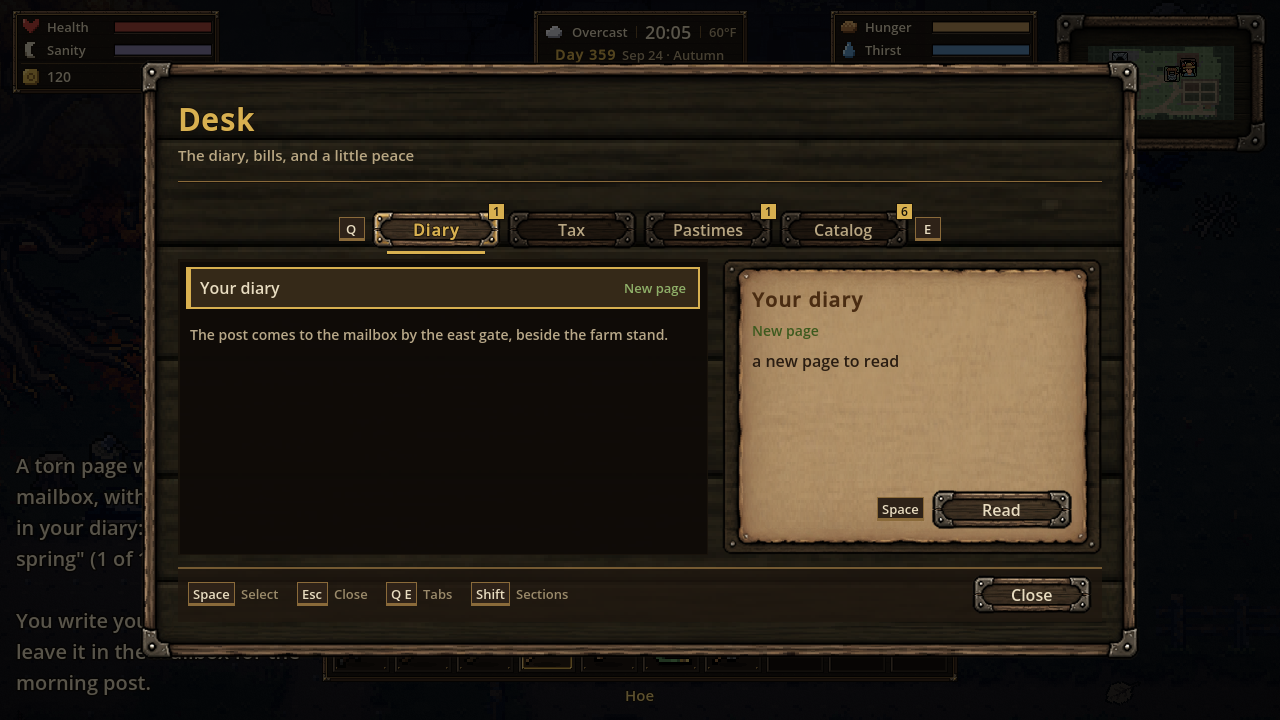 Health
Sanity
120
Overcast 20:05 60°F
Day 359 Sep 24 · Autumn
Hunger
Thirst
Desk
The diary, bills, and a little peace
Q Diary 1 Tax Pastimes 1 Catalog 6 E
Your diary New page
The post comes to the mailbox by the east gate, beside the farm stand.
Your diary
New page
a new page to read
Space Read
Space Select Esc Close Q E Tabs Shift Sections
Close
A torn page
mailbox, with
in your diary:
spring" (1 of
You write
leave it in the mailbox for the
morning post.
Hoe